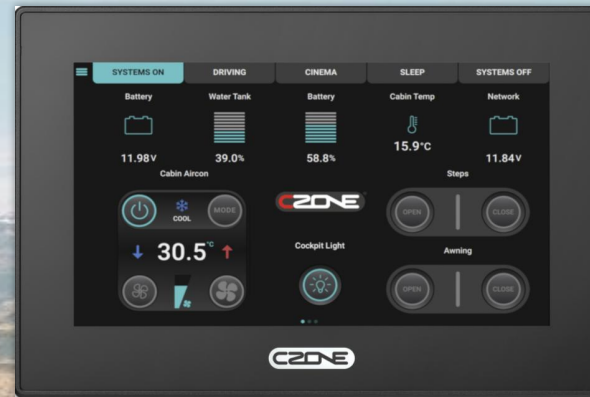 SYSTEMS ON DRIVING CINEMA SLEEP SYSTEMS OFF
Battery Water Tank Battery Cabin Temp Network
11.98V 39.0% 58.8% 15.9°C 11.84V
Cabin Aircon
Steps
COOL
MODE
CZONE
OPEN
CLOSE
30.5°C
Cockpit Light
Awning
OPEN
CLOSE
CZONE